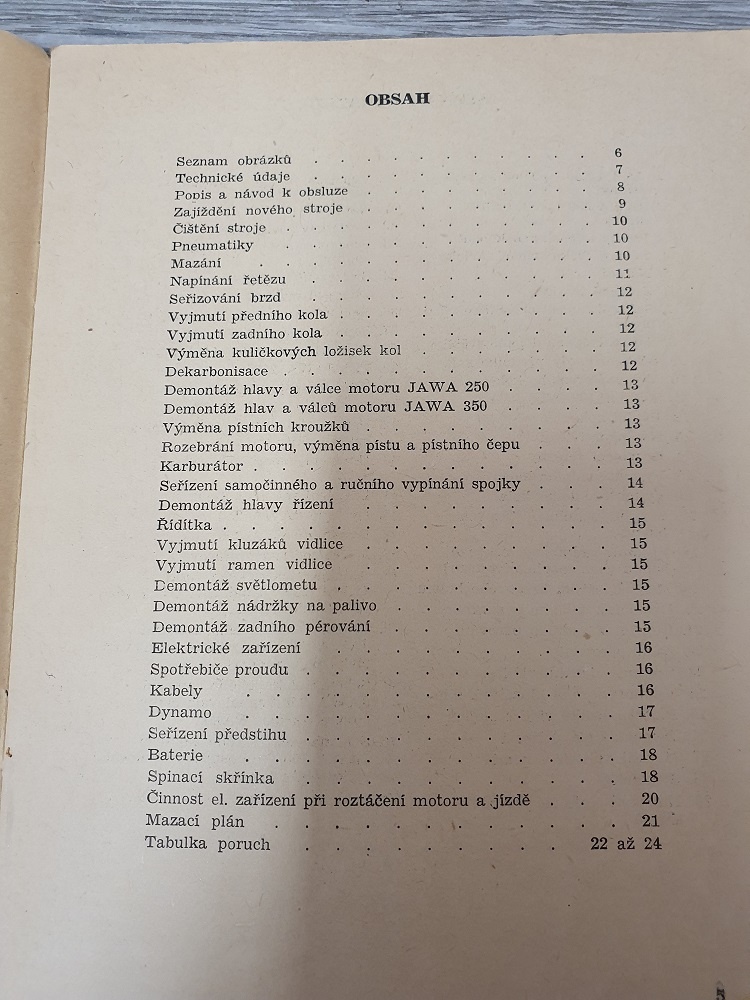 OBSAH
Seznam obrázků . . . . . . . . . . . 6
Technické údaje . . . . . . . . . . . 7
Popis a návod k obsluze . . . . . . . . . 8
Zajíždění nového stroje . . . . . . . . . 9
Čištění stroje . . . . . . . . . . . . 10
Pneumatiky . . . . . . . . . . . . 10
Mazání . . . . . . . . . . . . . 10
Napínání řetězu . . . . . . . . . . . 11
Seřizování brzd . . . . . . . . . . . 12
Vyjmutí předního kola . . . . . . . . . . 12
Vyjmutí zadního kola . . . . . . . . . . 12
Výměna kuličkových ložisek kol . . . . . . . 12
Dekarbonisace . . . . . . . . . . . . 12
Demontáž hlavy a válce motoru JAWA 250 . . . . 13
Demontáž hlav a válců motoru JAWA 350 . . . . 13
Výměna pístních kroužků . . . . . . . . . 13
Rozebrání motoru, výměna pístu a pístního čepu . . . 13
Karburátor . . . . . . . . . . . . . 13
Seřízení samočinného a ručního vypínání spojky . . . 14
Demontáž hlavy řízení . . . . . . . . . 14
Řídítka . . . . . . . . . . . . . . 15
Vyjmutí kluzáků vidlice . . . . . . . . . 15
Vyjmutí ramen vidlice . . . . . . . . . 15
Demontáž světlometu . . . . . . . . . . 15
Demontáž nádržky na palivo . . . . . . . . 15
Demontáž zadního pérování . . . . . . . . 15
Elektrické zařízení . . . . . . . . . . 16
Spotřebiče proudu . . . . . . . . . . . 16
Kabely . . . . . . . . . . . . . 16
Dynamo . . . . . . . . . . . . . 17
Seřízení předstihu . . . . . . . . . . . 17
Baterie . . . . . . . . . . . . . 18
Spinací skřínka . . . . . . . . . . . 18
Činnost el. zařízení při roztáčení motoru a jízdě . . . 20
Mazací plán . . . . . . . . . . . . 21
Tabulka poruch . . . . . . . . . 22 až 24
5